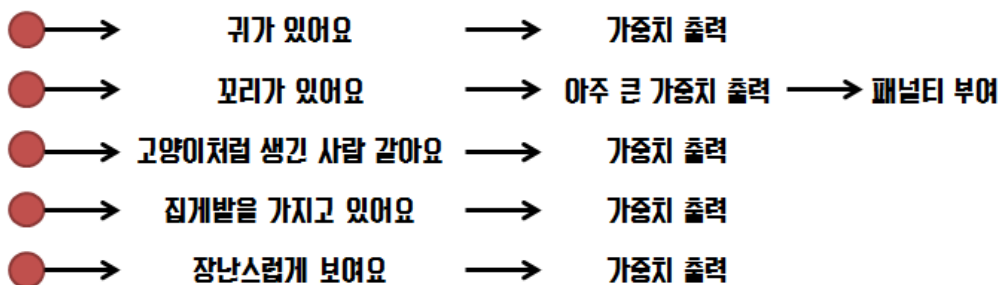 귀가 있어요 가중치 출력
꼬리가 있어요 아주 큰 가중치 출력 패널티 부여
고양이처럼 생긴 사람 같아요 가중치 출력
집게발을 가지고 있어요 가중치 출력
장난스럽게 보여요 가중치 출력